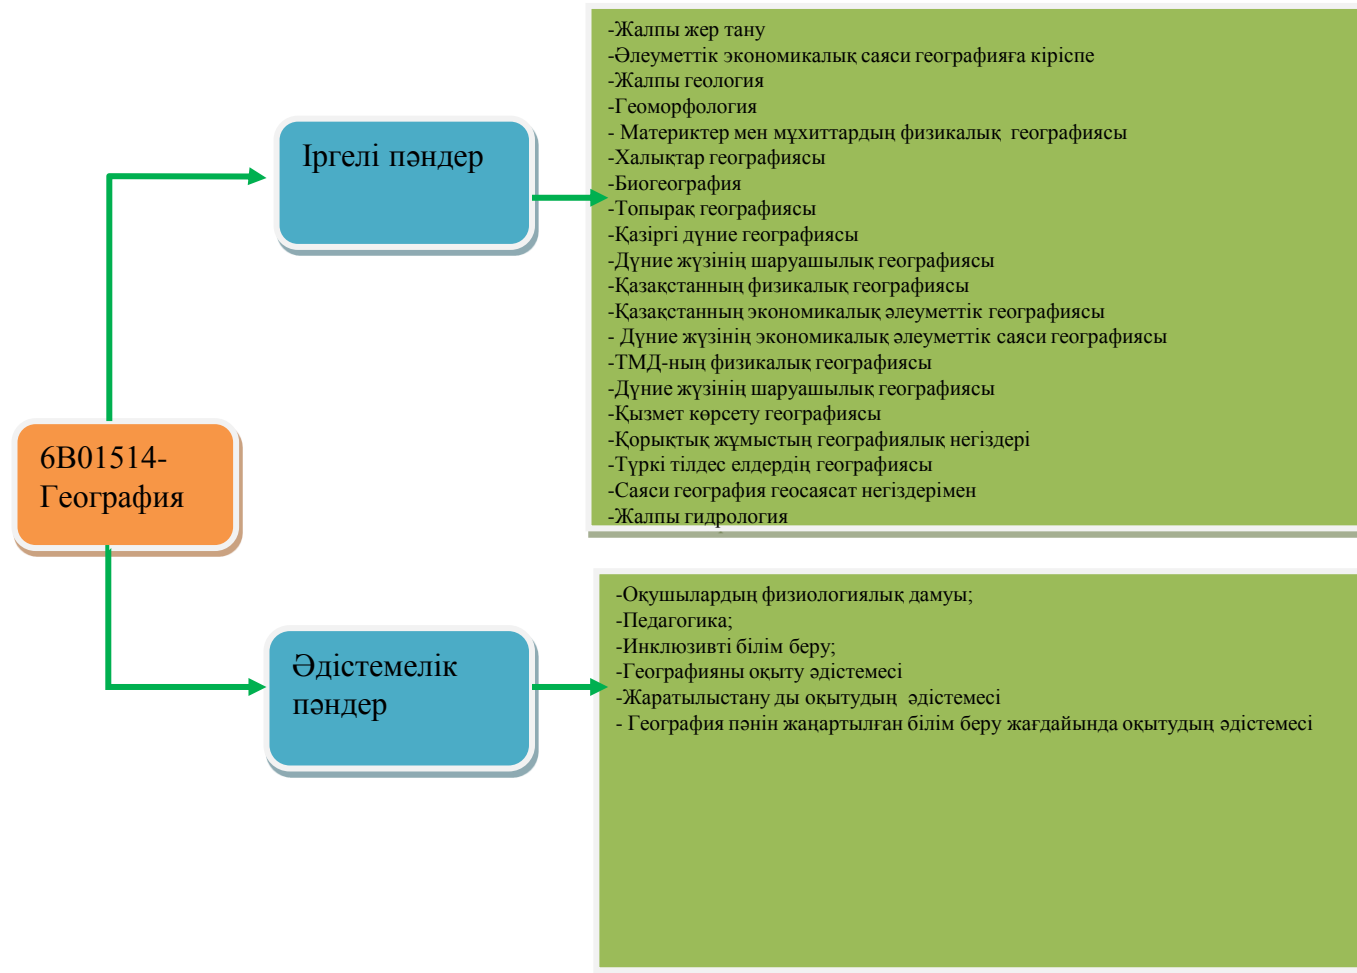 6В01514-
География
Іргелі пәндер
-Жалпы жер тану
-Әлеуметтік экономикалық саяси географияға кіріспе
-Жалпы геология
-Геоморфология
- Материктер мен мұхиттардың физикалық географиясы
-Халықтар географиясы
-Биогеография
-Топырақ географиясы
-Қазіргі дүние географиясы
-Дүние жүзінің шаруашылық географиясы
-Қазақстанның физикалық географиясы
-Қазақстанның экономикалық әлеуметтік географиясы
- Дүние жүзінің экономикалық әлеуметтік саяси географиясы
-ТМД-ның физикалық географиясы
-Дүние жүзінің шаруашылық географиясы
-Қызмет көрсету географиясы
-Қорықтық жұмыстың географиялық негіздері
-Түркі тілдес елдердің географиясы
-Саяси география геосаясат негіздерімен
-Жалпы гидрология
Әдістемелік
пәндер
-Оқушылардың физиологиялық дамуы;
-Педагогика;
-Инклюзивті білім беру;
-Географияны оқыту әдістемесі
-Жаратылыстану ды оқытудың әдістемесі
- География пәнін жаңартылған білім беру жағдайында оқытудың әдістемесі